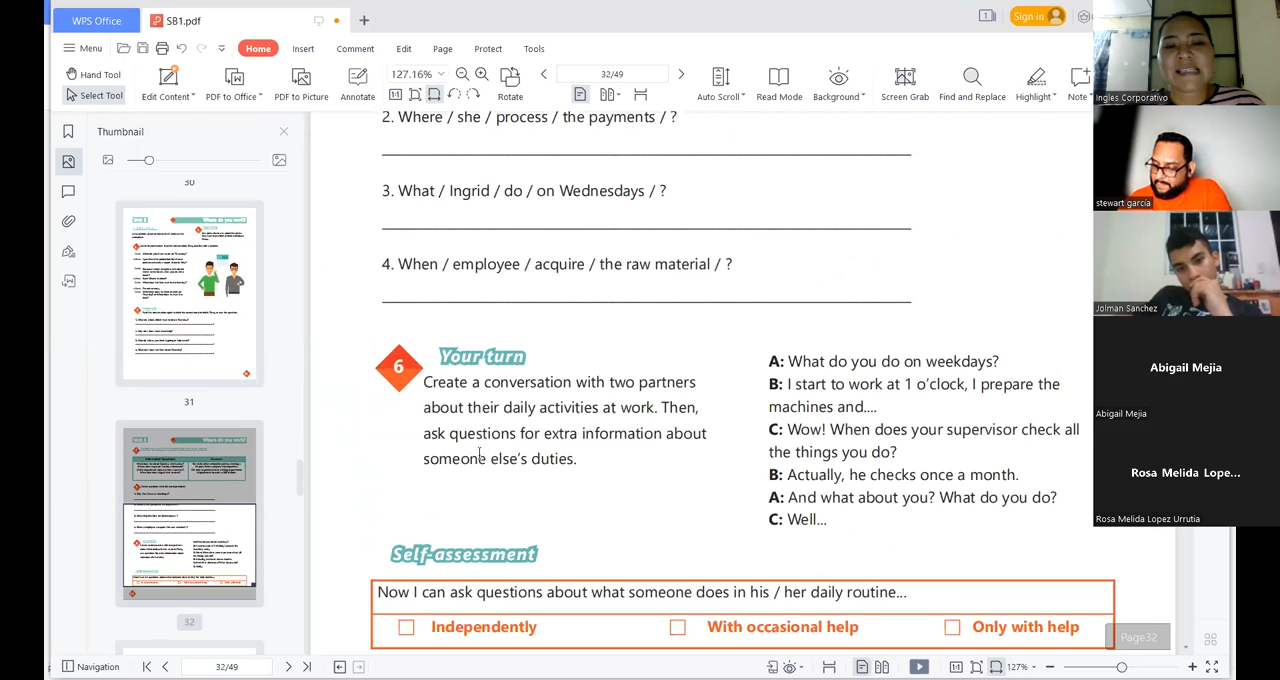 WPS Office
SB1.pdf
Sign in
Menu
Home
Insert
Comment
Edit
Page
Protect
Tools
Hand Tool
Select Tool
Edit Content
PDF to Office
PDF to Picture
Annotate
127.16%
Rotate
32/49
Auto Scroll
Read Mode
Background
Screen Grab
Find and Replace
Highlight
Note
Ingles Corporativo
Thumbnail
30
31
32
2. Where / she / process / the payments / ?
3. What / Ingrid / do / on Wednesdays / ?
4. When / employee / acquire / the raw material / ?
6
Your turn
Create a conversation with two partners
about their daily activities at work. Then,
ask questions for extra information about
someone else's duties.
A: What do you do on weekdays?
B: I start to work at 1 o'clock, I prepare the
machines and....
C: Wow! When does your supervisor check all
the things you do?
B: Actually, he checks once a month.
A: And what about you? What do you do?
C: Well...
Self-assessment
Now I can ask questions about what someone does in his / her daily routine...
Independently
With occasional help
Only with help
Page32
stewart garcía
Jolman Sanchez
Abigail Mejia
Abigail Mejia
Rosa Melida Lope...
Rosa Melida Lopez Urrutia
Navigation
32/49
127%